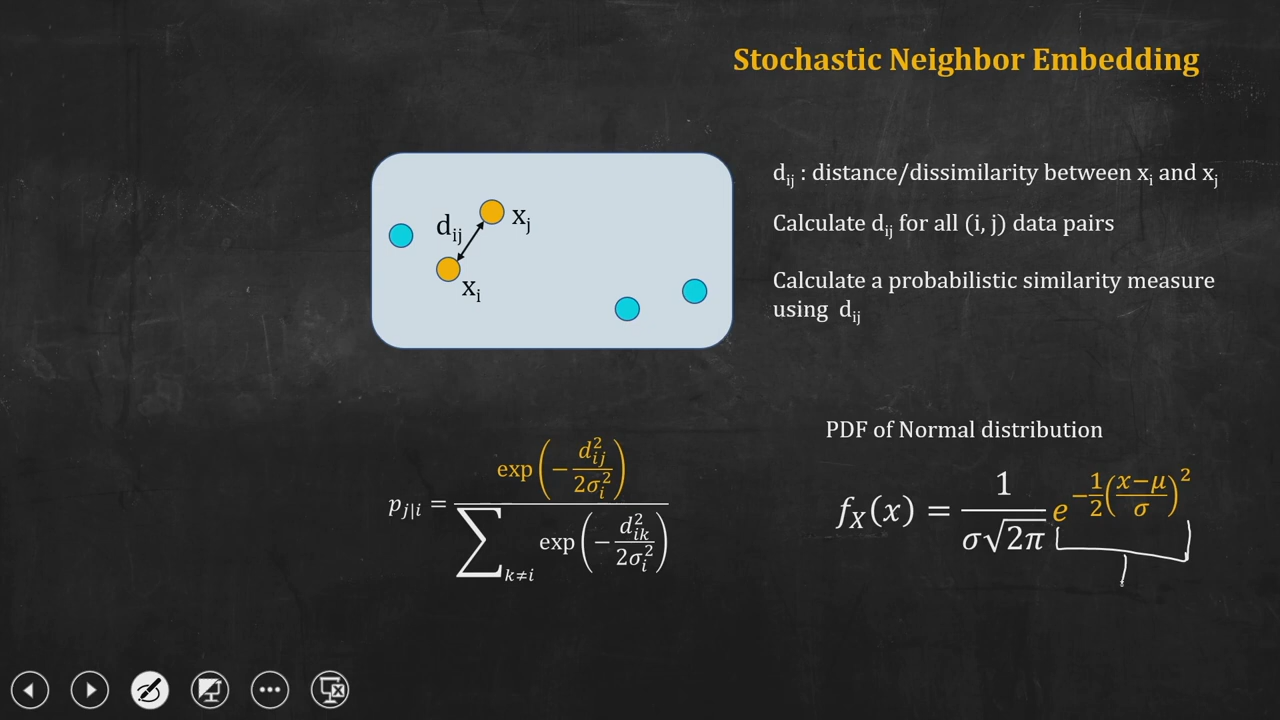 Stochastic Neighbor Embedding
d_ij : distance/dissimilarity between x_i and x_j
Calculate d_ij for all (i, j) data pairs
Calculate a probabilistic similarity measure
using d_ij
d_ij
x_j
x_i
p_{j|i} = exp(−d_ij^2/2σ_i^2) / ∑_{k≠i} exp(−d_ik^2/2σ_i^2)
PDF of Normal distribution
f_X(x) = 1/(σ√2π) e^{−1/2((x−μ)/σ)^2}